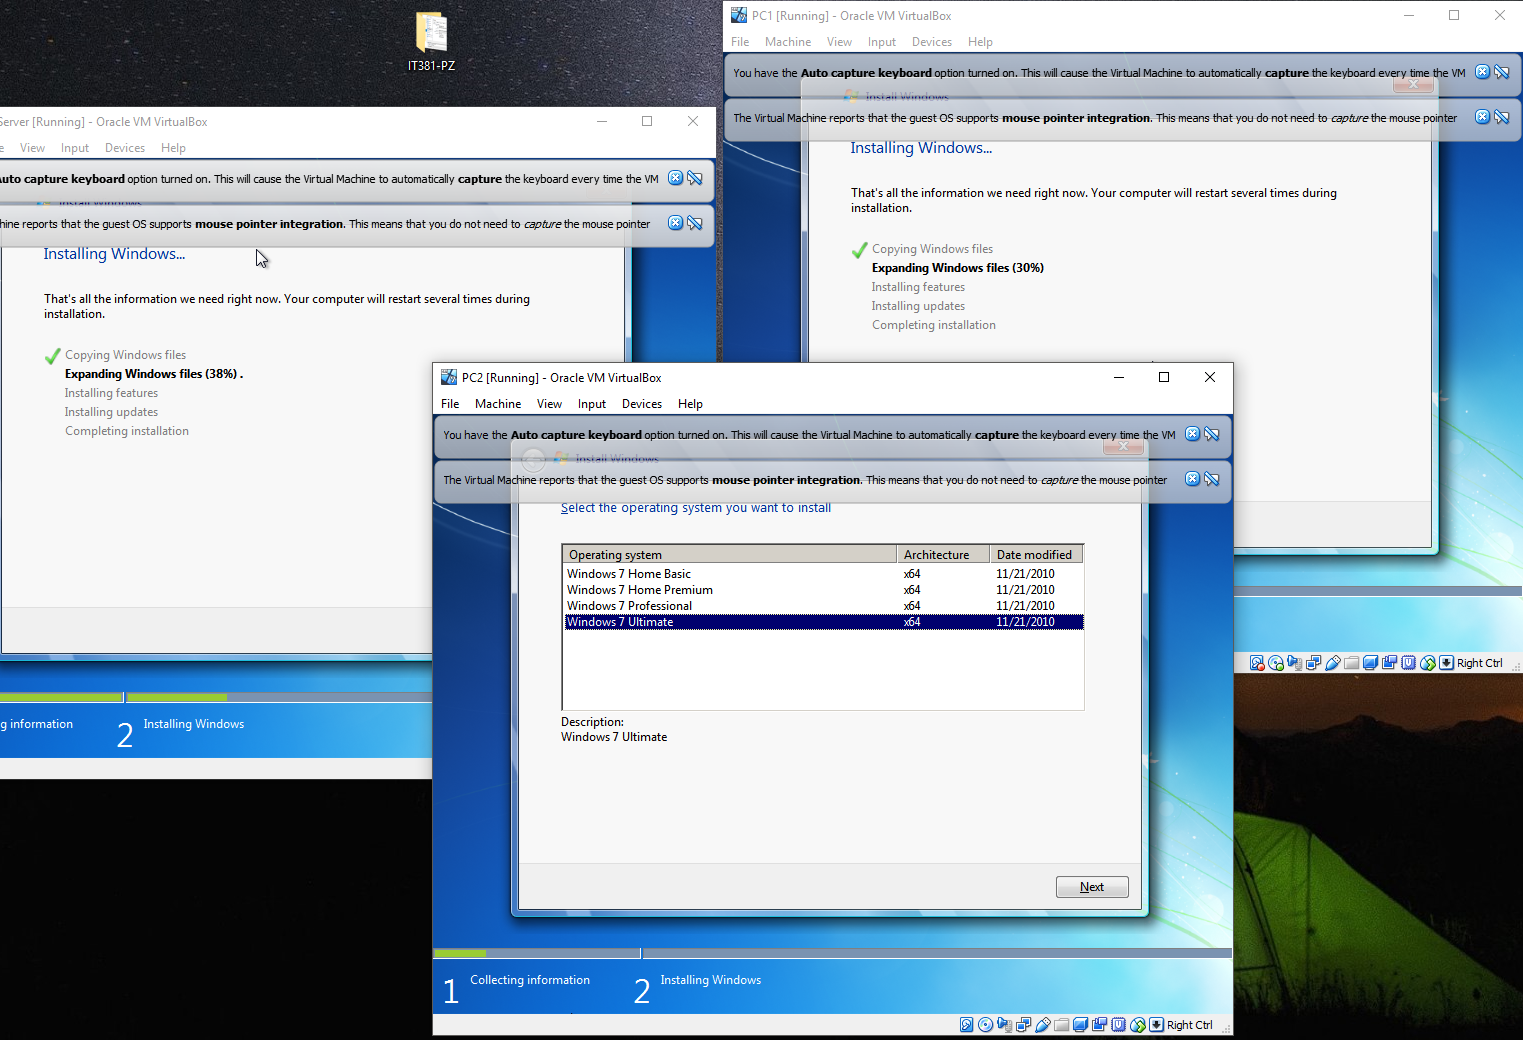 IT381-PZ
PC1 [Running] - Oracle VM VirtualBox
File Machine View Input Devices Help
You have the Auto capture keyboard option turned on. This will cause the Virtual Machine to automatically capture the keyboard every time the VM
Install Windows
The Virtual Machine reports that the guest OS supports mouse pointer integration. This means that you do not need to capture the mouse pointer
Installing Windows...
That's all the information we need right now. Your computer will restart several times during
installation.
Copying Windows files
Expanding Windows files (30%)
Installing features
Installing updates
Completing installation
Right Ctrl
Server [Running] - Oracle VM VirtualBox
e View Input Devices Help
uto capture keyboard option turned on. This will cause the Virtual Machine to automatically capture the keyboard every time the VM
Install Windows
hine reports that the guest OS supports mouse pointer integration. This means that you do not need to capture the mouse pointer
Installing Windows...
That's all the information we need right now. Your computer will restart several times during
installation.
Copying Windows files
Expanding Windows files (38%) .
Installing features
Installing updates
Completing installation
g information
2 Installing Windows
PC2 [Running] - Oracle VM VirtualBox
File Machine View Input Devices Help
You have the Auto capture keyboard option turned on. This will cause the Virtual Machine to automatically capture the keyboard every time the VM
Install Windows
The Virtual Machine reports that the guest OS supports mouse pointer integration. This means that you do not need to capture the mouse pointer
Select the operating system you want to install
Operating system Architecture Date modified
Windows 7 Home Basic x64 11/21/2010
Windows 7 Home Premium x64 11/21/2010
Windows 7 Professional x64 11/21/2010
Windows 7 Ultimate x64 11/21/2010
Description:
Windows 7 Ultimate
Next
1 Collecting information 2 Installing Windows
Right Ctrl